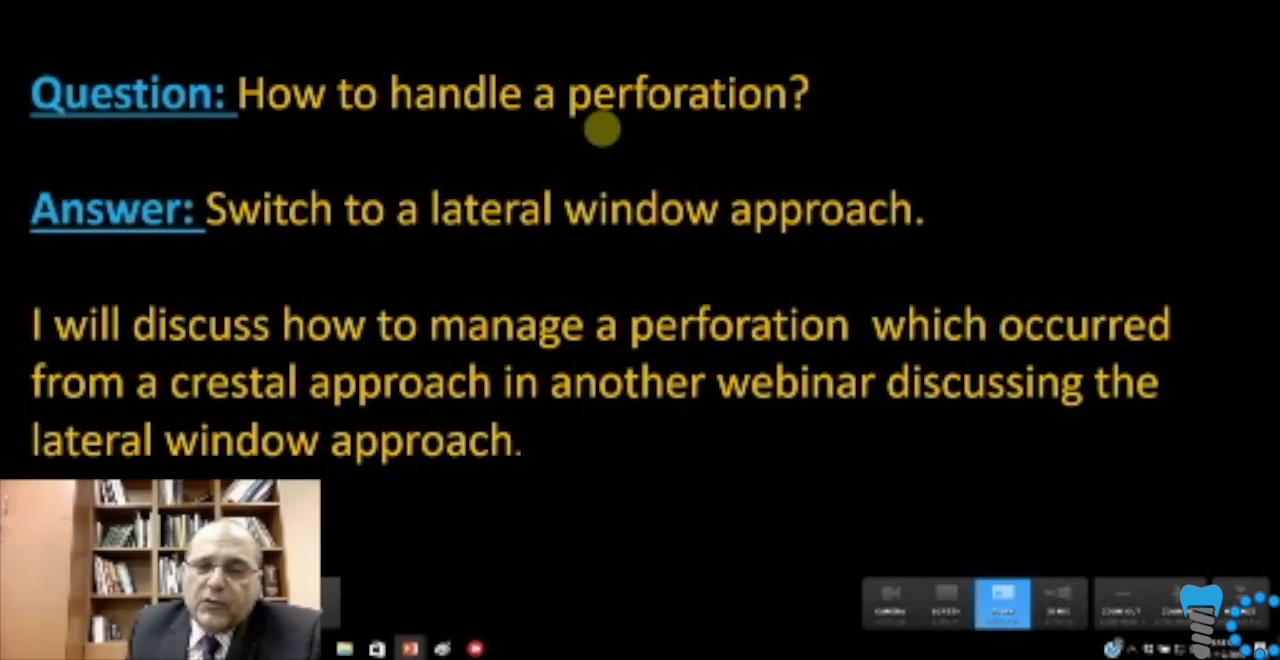 Question: How to handle a perforation?
Answer: Switch to a lateral window approach.
I will discuss how to manage a perforation which occurred
from a crestal approach in another webinar discussing the
lateral window approach.